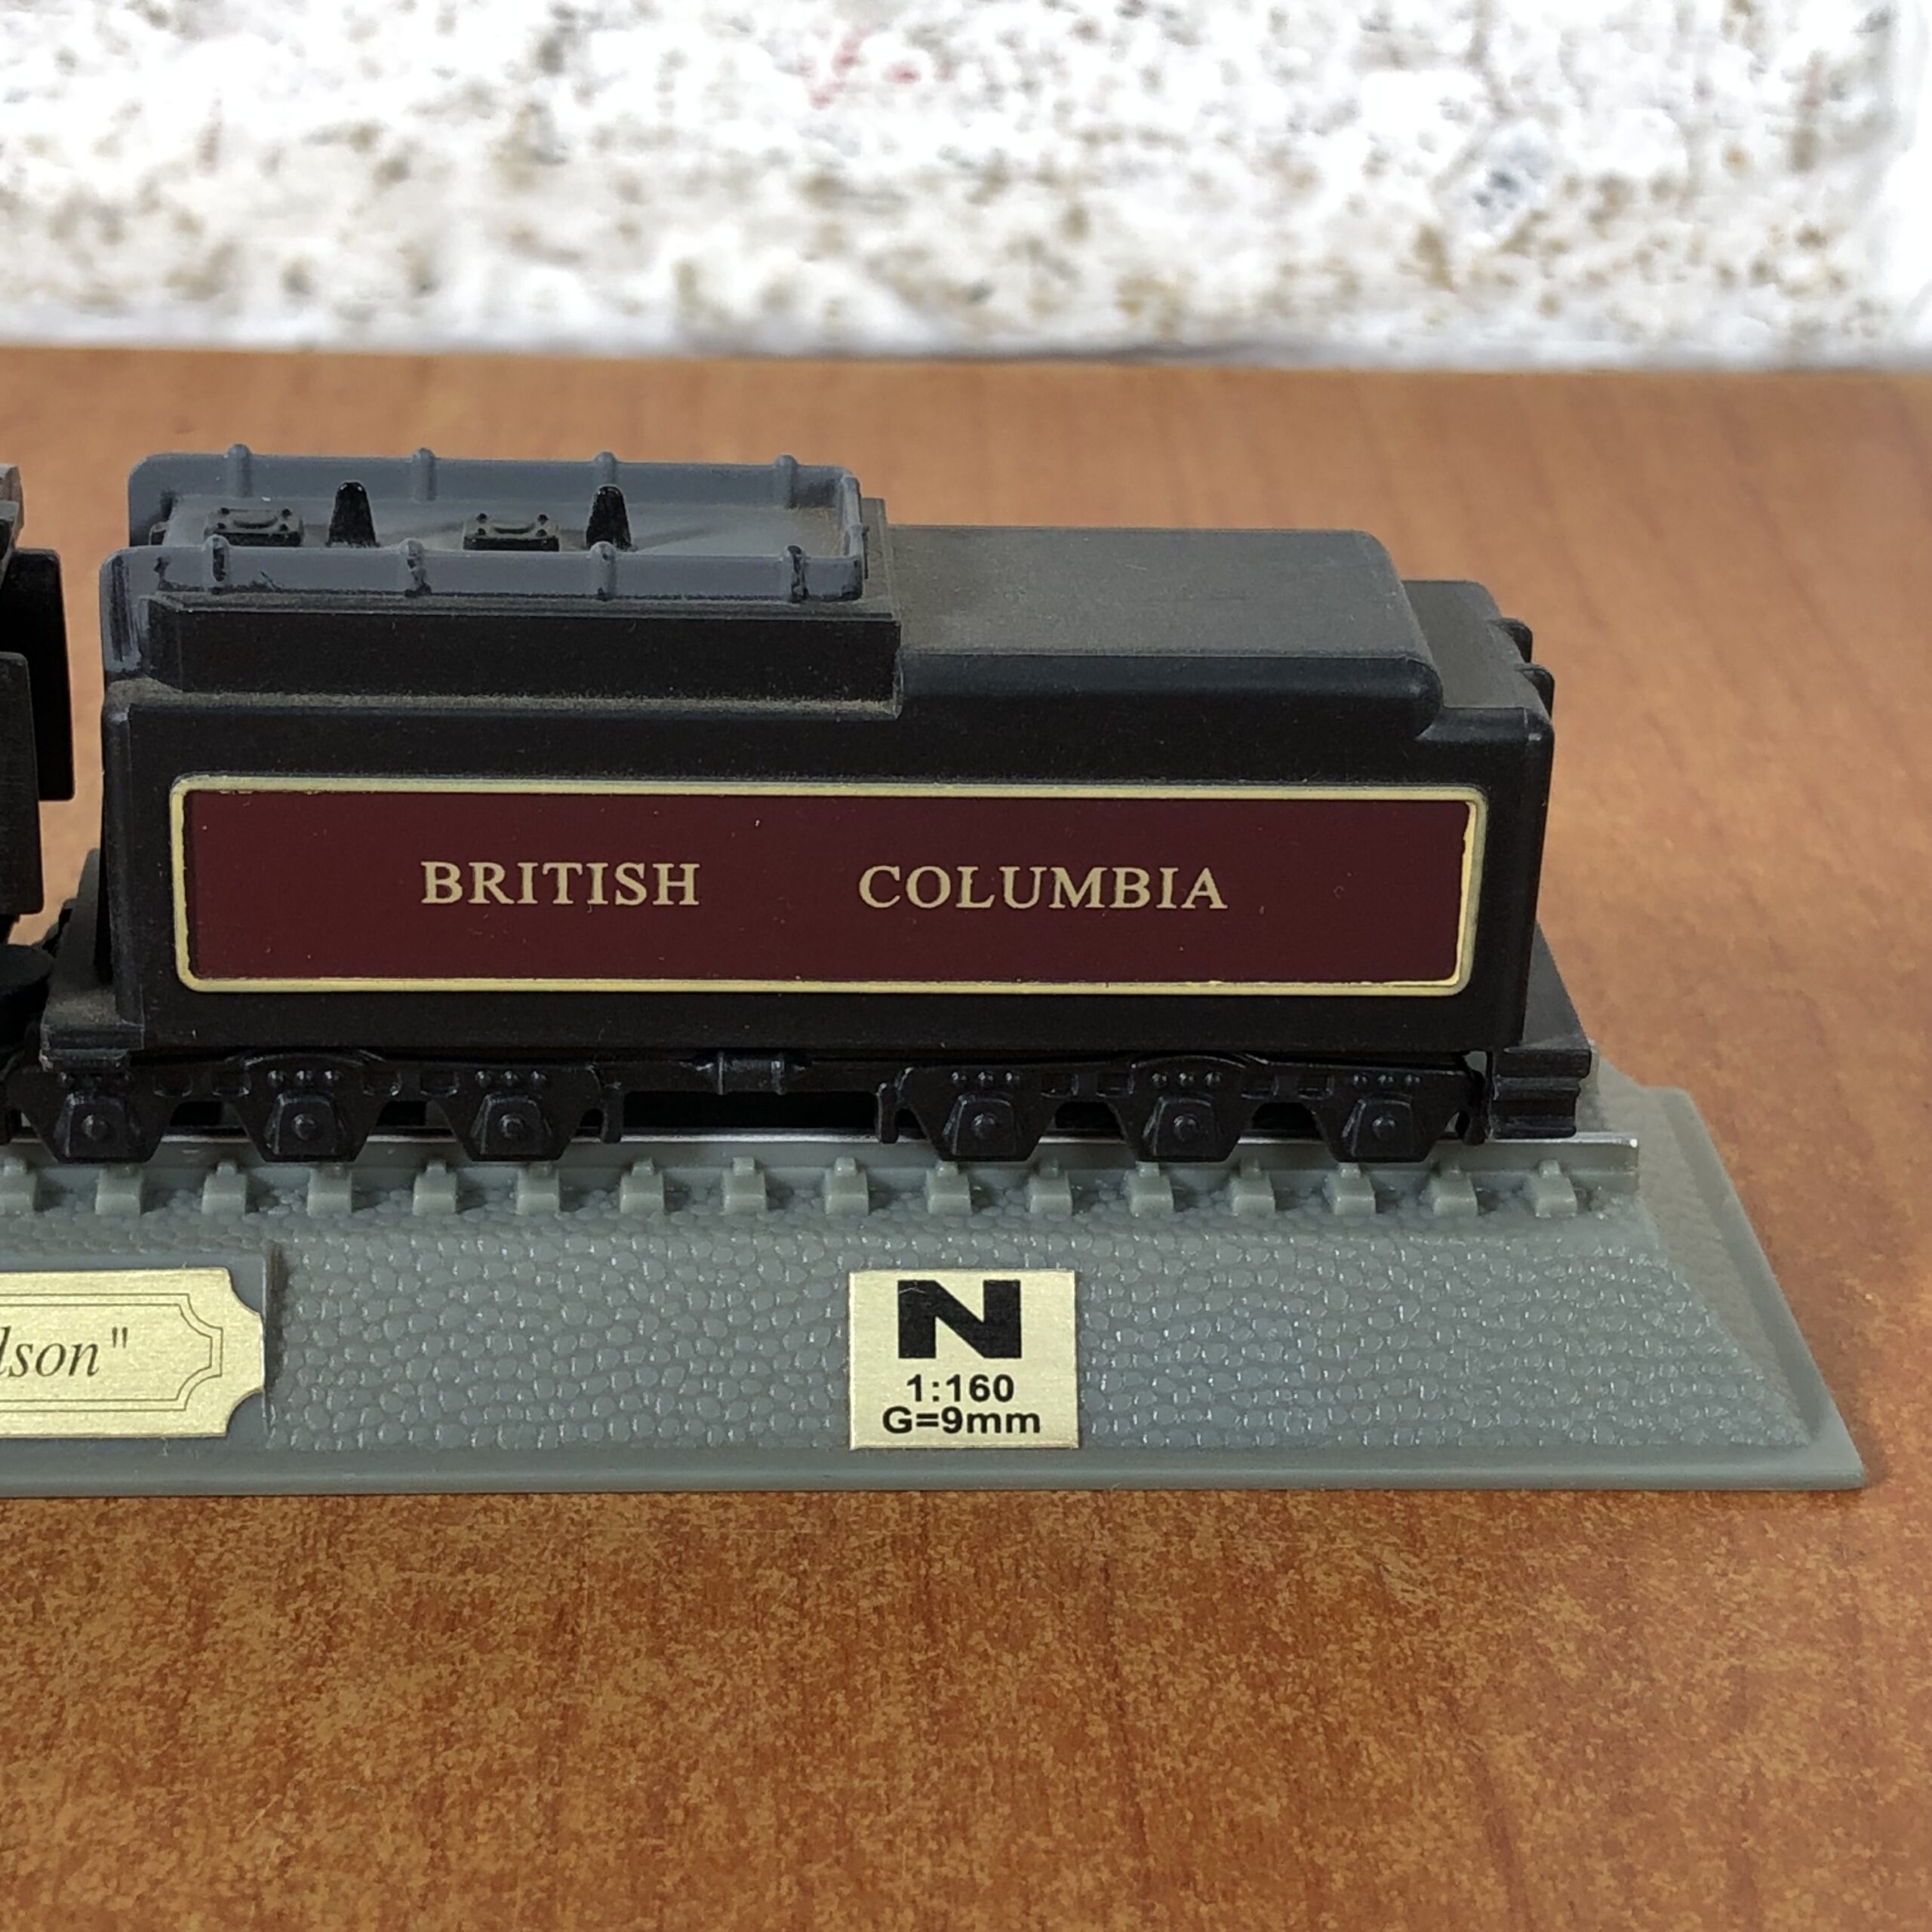 BRITISH COLUMBIA
lson"
N
1:160
G=9mm